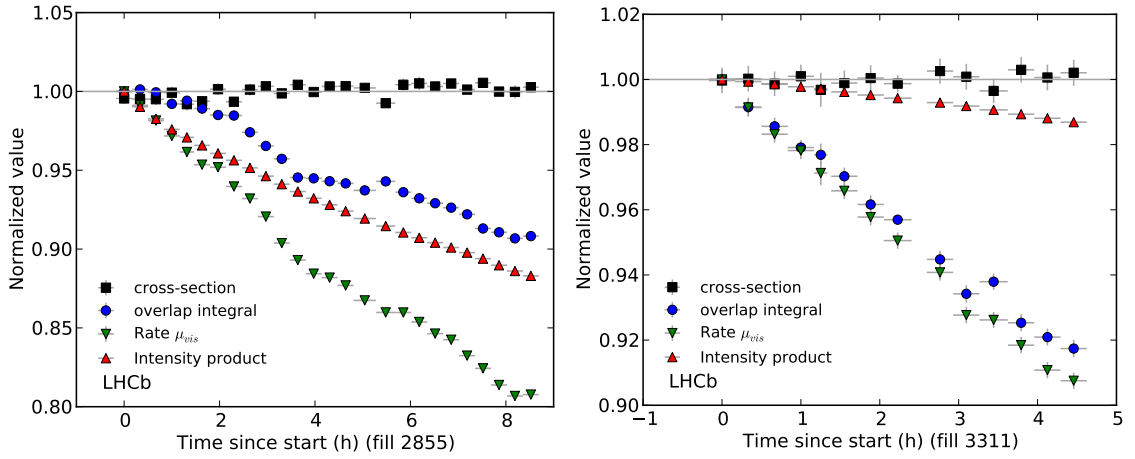 1.05
1.00
0.95
0.90
0.85
0.80
Normalized value
cross-section
overlap integral
Rate μvis
Intensity product
LHCb
0 2 4 6 8
Time since start (h) (fill 2855)
1.02
1.00
0.98
0.96
0.94
0.92
0.90
Normalized value
cross-section
overlap integral
Rate μvis
Intensity product
LHCb
−1 0 1 2 3 4 5
Time since start (h) (fill 3311)